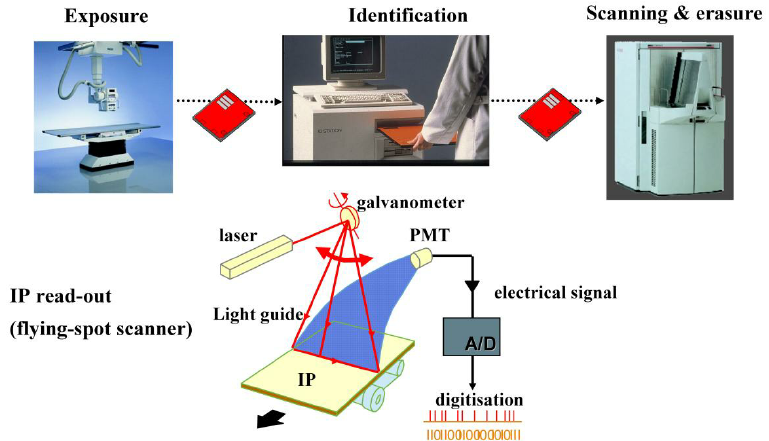 Exposure
Identification
Scanning & erasure
galvanometer
laser
PMT
IP read-out
(flying-spot scanner)
Light guide
electrical signal
A/D
IP
digitisation